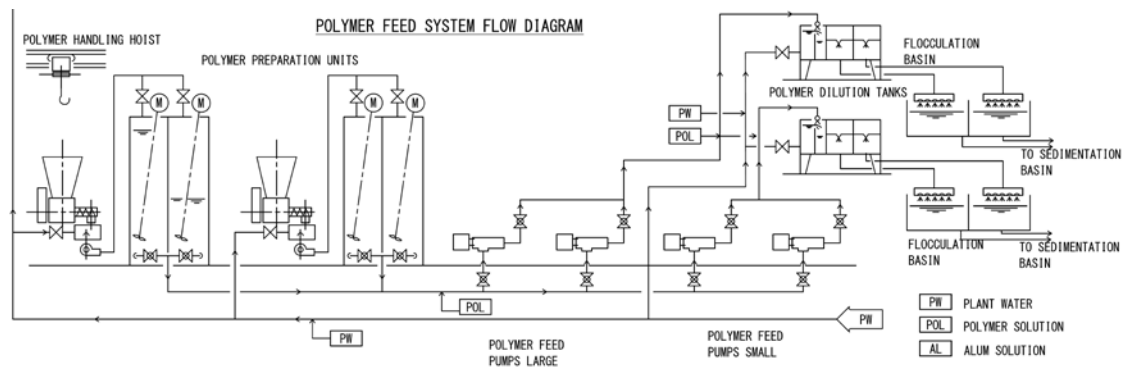 POLYMER FEED SYSTEM FLOW DIAGRAM
POLYMER HANDLING HOIST
POLYMER PREPARATION UNITS
M
M
M
M
PW
POL
FLOCCULATION
BASIN
POLYMER DILUTION TANKS
TO SEDIMENTATION
BASIN
FLOCCULATION
BASIN
TO SEDIMENTATION
BASIN
POL
PW
PW
POLYMER FEED
PUMPS LARGE
POLYMER FEED
PUMPS SMALL
PW PLANT WATER
POL POLYMER SOLUTION
AL ALUM SOLUTION